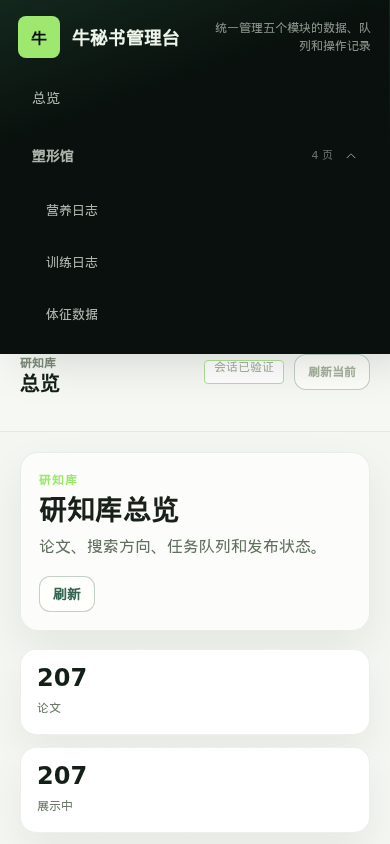 牛
牛秘书管理台
统一管理五个模块的数据、队
列和操作记录
总览
塑形馆
4 页
营养日志
训练日志
体征数据
研知库
总览
会话已验证
刷新当前
研知库
研知库总览
论文、搜索方向、任务队列和发布状态。
刷新
207
论文
207
展示中